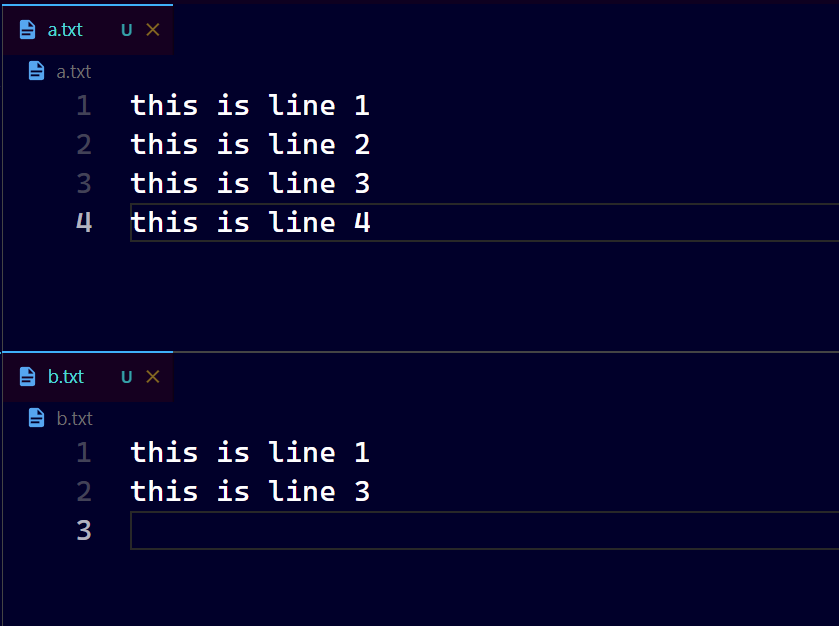 a.txt U ×
a.txt
1 this is line 1
2 this is line 2
3 this is line 3
4 this is line 4
b.txt U ×
b.txt
1 this is line 1
2 this is line 3
3